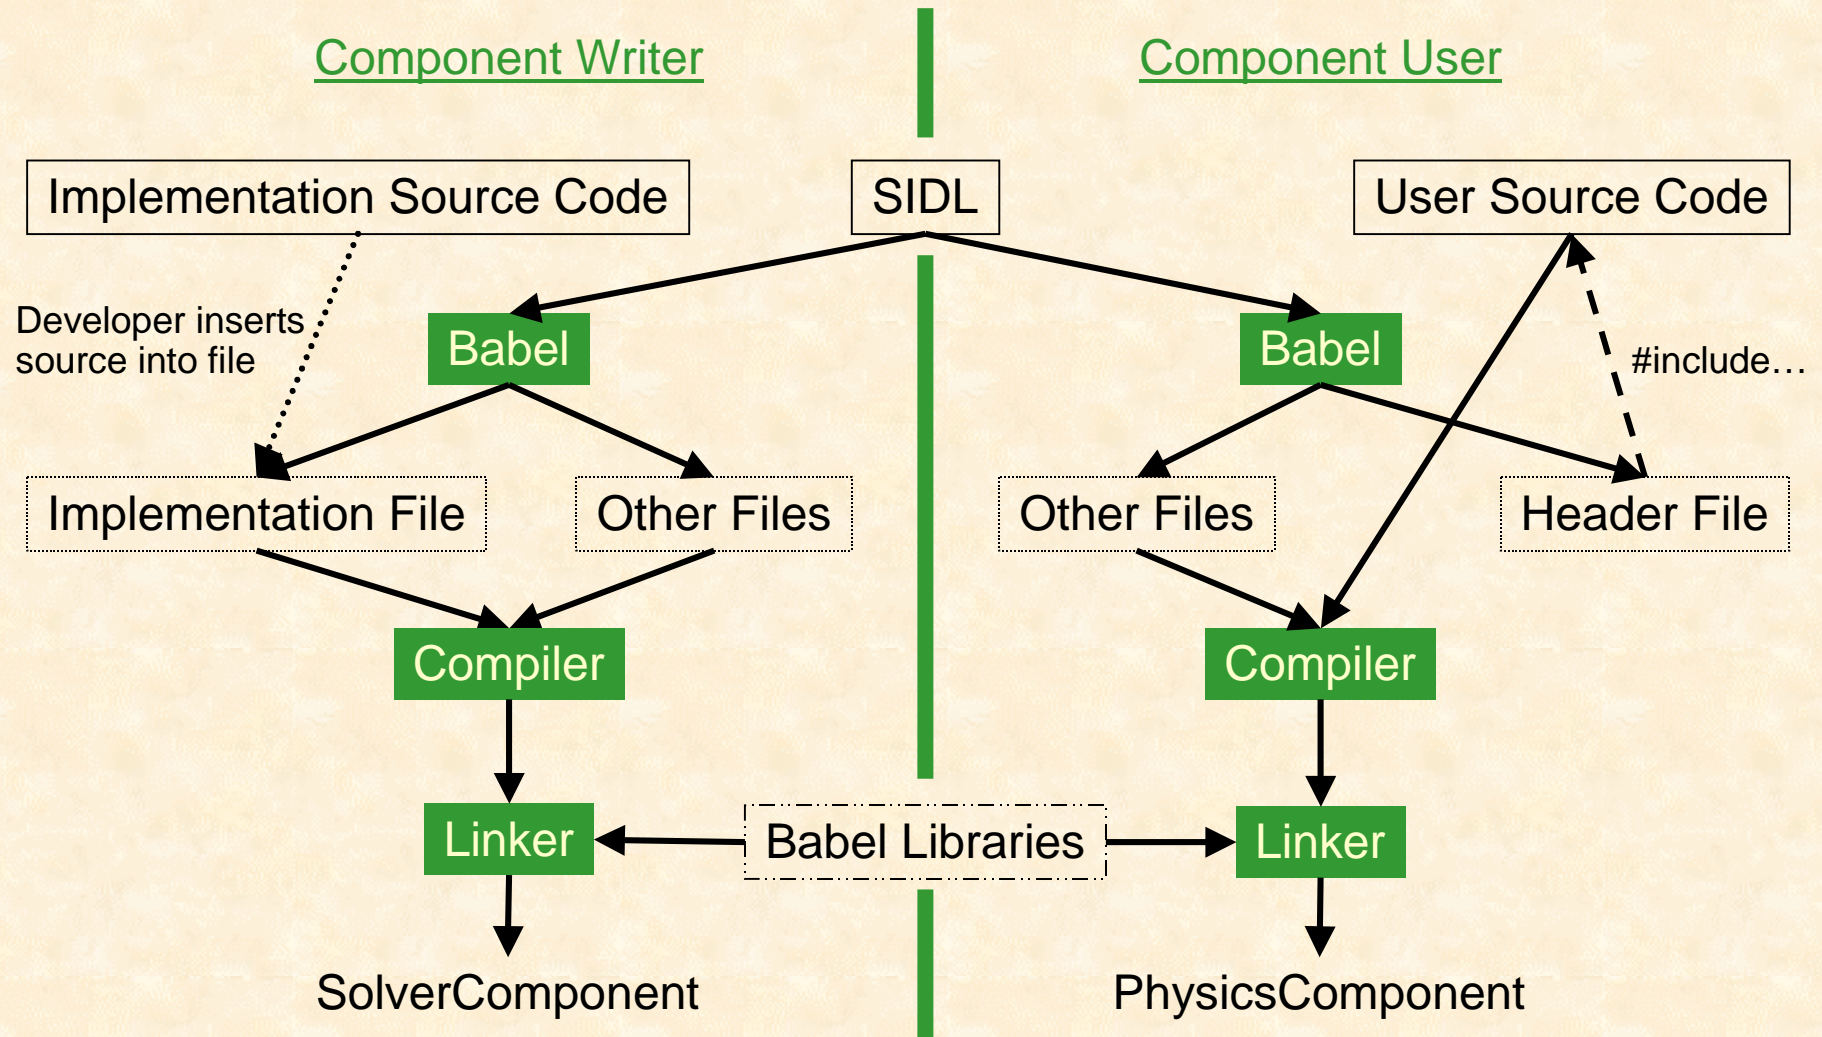 Component Writer
Component User
Implementation Source Code
SIDL
User Source Code
Developer inserts
source into file
Babel
Babel
#include…
Implementation File
Other Files
Other Files
Header File
Compiler
Compiler
Linker
Babel Libraries
Linker
SolverComponent
PhysicsComponent